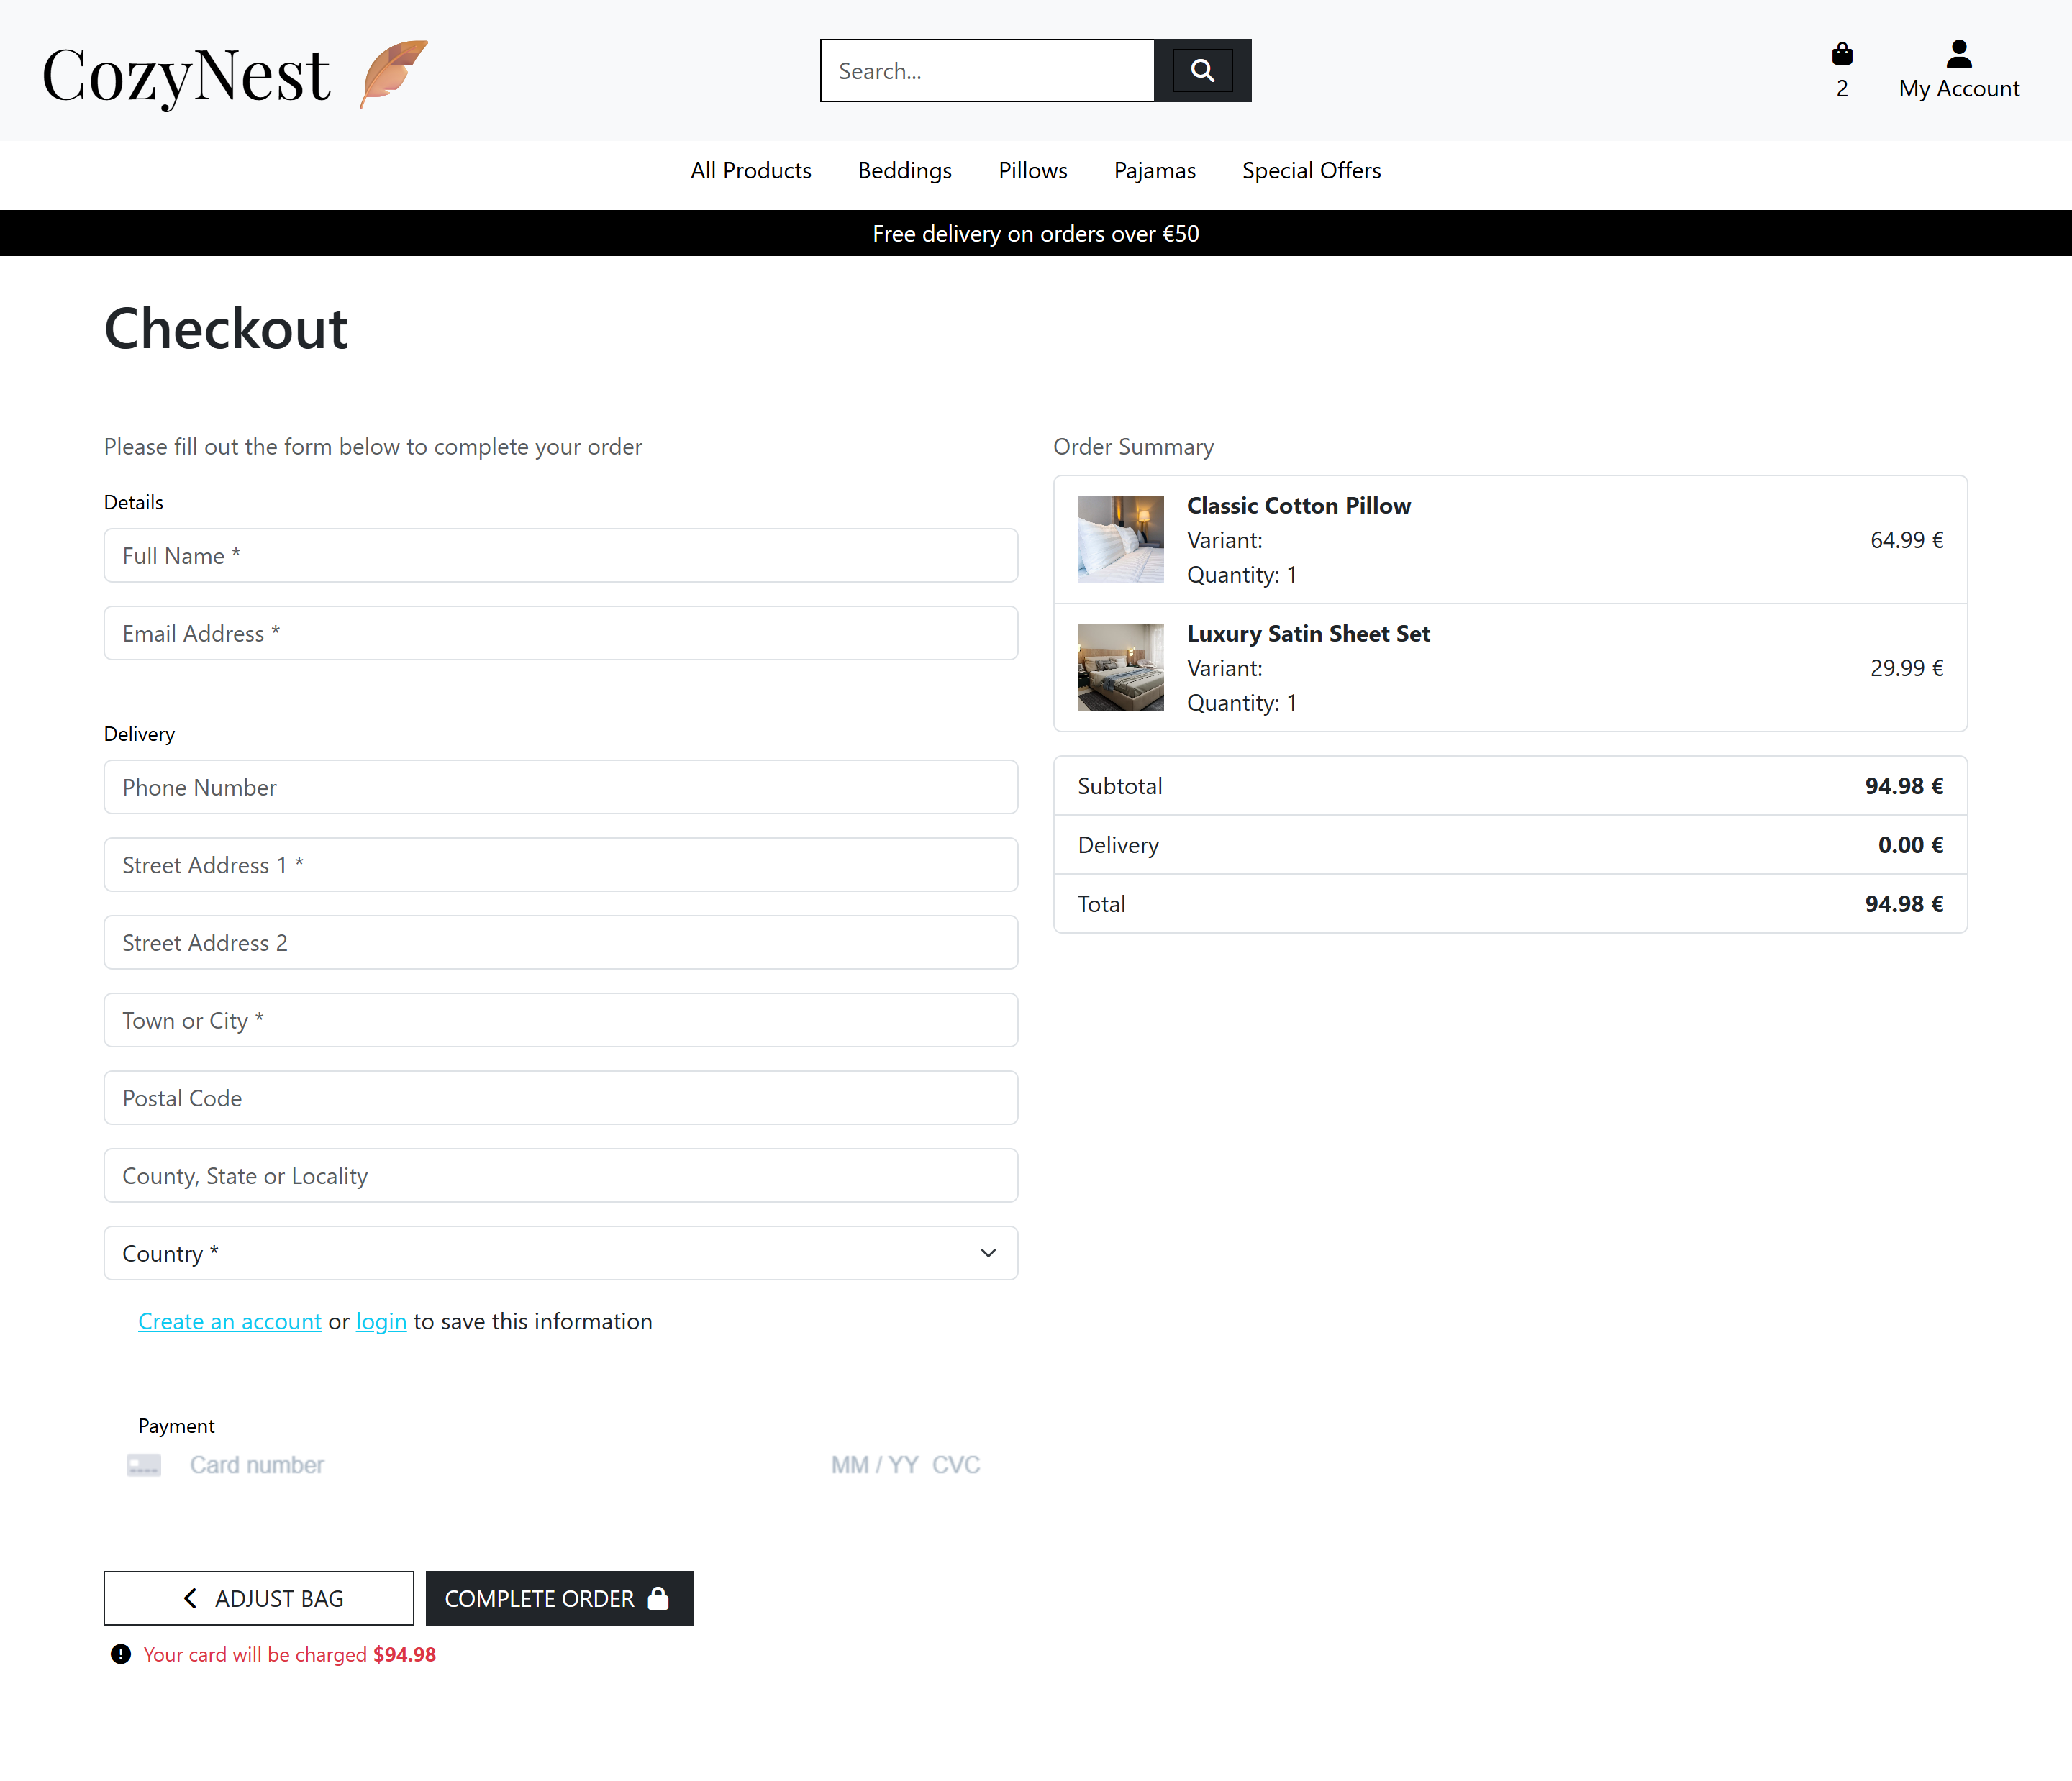 CozyNest
Search...
2
My Account
All Products
Beddings
Pillows
Pajamas
Special Offers
Free delivery on orders over €50
Checkout
Please fill out the form below to complete your order
Details
Full Name *
Email Address *
Delivery
Phone Number
Street Address 1 *
Street Address 2
Town or City *
Postal Code
County, State or Locality
Country *
Create an account or login to save this information
Payment
Card number
MM / YY CVC
ADJUST BAG
COMPLETE ORDER
Your card will be charged $94.98
Order Summary
Classic Cotton Pillow
Variant:
Quantity: 1
64.99 €
Luxury Satin Sheet Set
Variant:
Quantity: 1
29.99 €
Subtotal 94.98 €
Delivery 0.00 €
Total 94.98 €